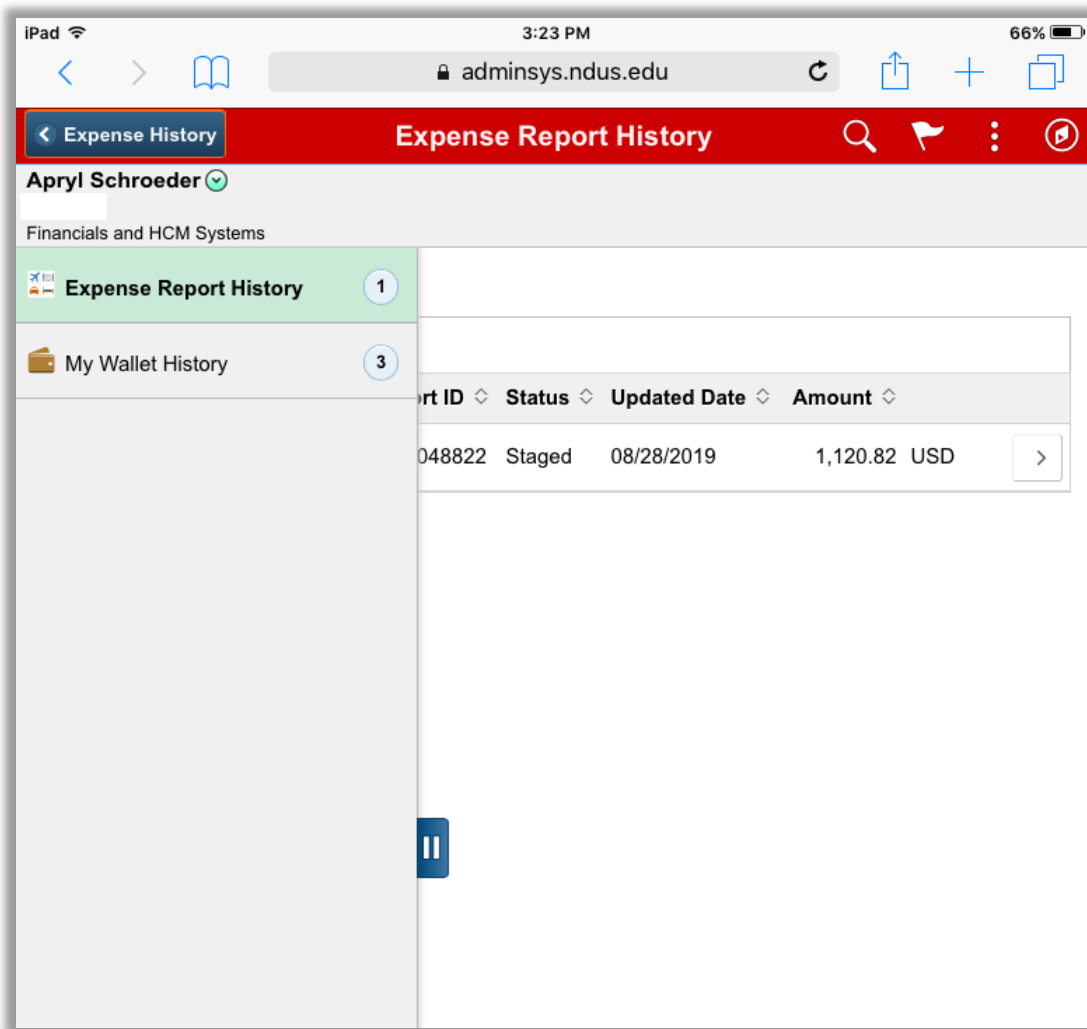 iPad 3:23 PM 66%
adminsys.ndus.edu
Expense History Expense Report History
Apryl Schroeder
Financials and HCM Systems
Expense Report History 1
My Wallet History 3
rt ID Status Updated Date Amount
048822 Staged 08/28/2019 1,120.82 USD